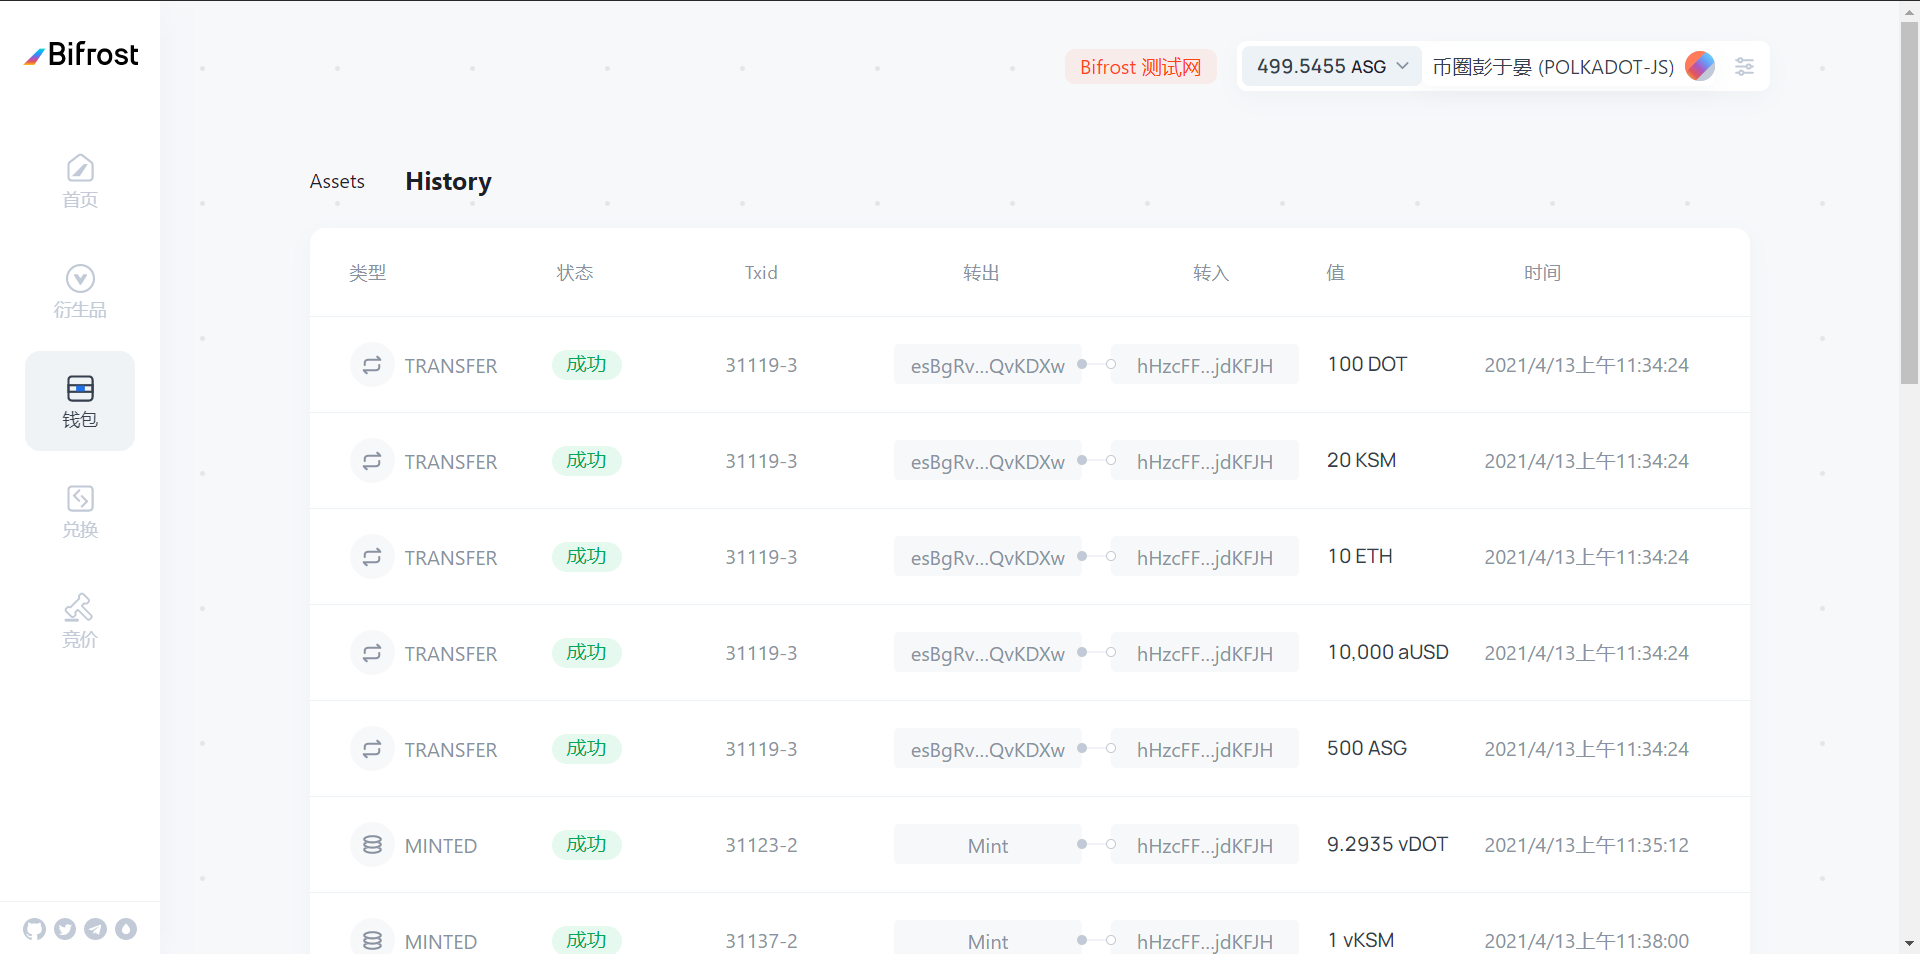 Bifrost
首页
衍生品
钱包
兑换
竞价
Bifrost 测试网
499.5455 ASG
币圈彭于晏 (POLKADOT-JS)
Assets
History
类型 状态 Txid 转出 转入 值 时间
TRANSFER 成功 31119-3 esBgRv...QvKDXw hHzcFF...jdKFJH 100 DOT 2021/4/13上午11:34:24
TRANSFER 成功 31119-3 esBgRv...QvKDXw hHzcFF...jdKFJH 20 KSM 2021/4/13上午11:34:24
TRANSFER 成功 31119-3 esBgRv...QvKDXw hHzcFF...jdKFJH 10 ETH 2021/4/13上午11:34:24
TRANSFER 成功 31119-3 esBgRv...QvKDXw hHzcFF...jdKFJH 10,000 aUSD 2021/4/13上午11:34:24
TRANSFER 成功 31119-3 esBgRv...QvKDXw hHzcFF...jdKFJH 500 ASG 2021/4/13上午11:34:24
MINTED 成功 31123-2 Mint hHzcFF...jdKFJH 9.2935 vDOT 2021/4/13上午11:35:12
MINTED 成功 31137-2 Mint hHzcFF...jdKFJH 1 vKSM 2021/4/13上午11:38:00